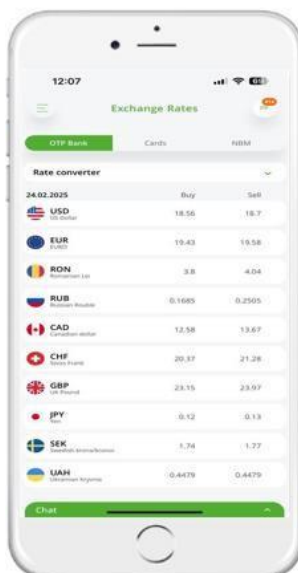 12:07
Exchange Rates
OTP Bank Cards NBM
Rate converter
24.02.2025 Buy Sell
USD 18.56 18.7
US Dollar
EUR 19.43 19.58
EURO
RON 3.8 4.04
Romanian Lei
RUB 0.1685 0.2505
Russian Rouble
CAD 12.58 13.67
Canadian dollar
CHF 20.37 21.28
Swiss Frank
GBP 23.15 23.97
UK Pound
JPY 0.12 0.13
Yen
SEK 1.74 1.77
Swedish krona/kronor
UAH 0.4479 0.4479
Ukrainian hryvnia
Chat